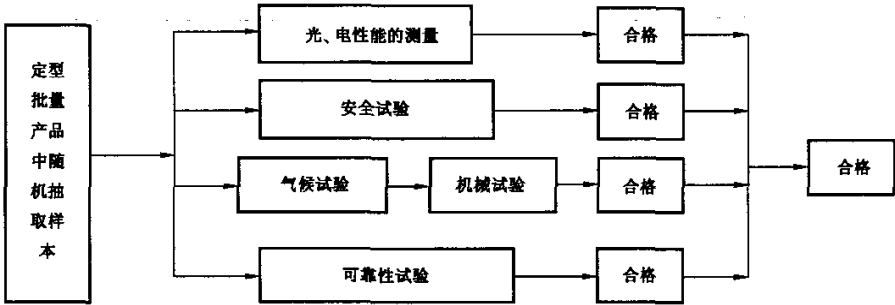 定型
批量
产品
中随
机抽
取样
本
光、电性能的测量
合格
安全试验
合格
气候试验
机械试验
合格
可靠性试验
合格
合格